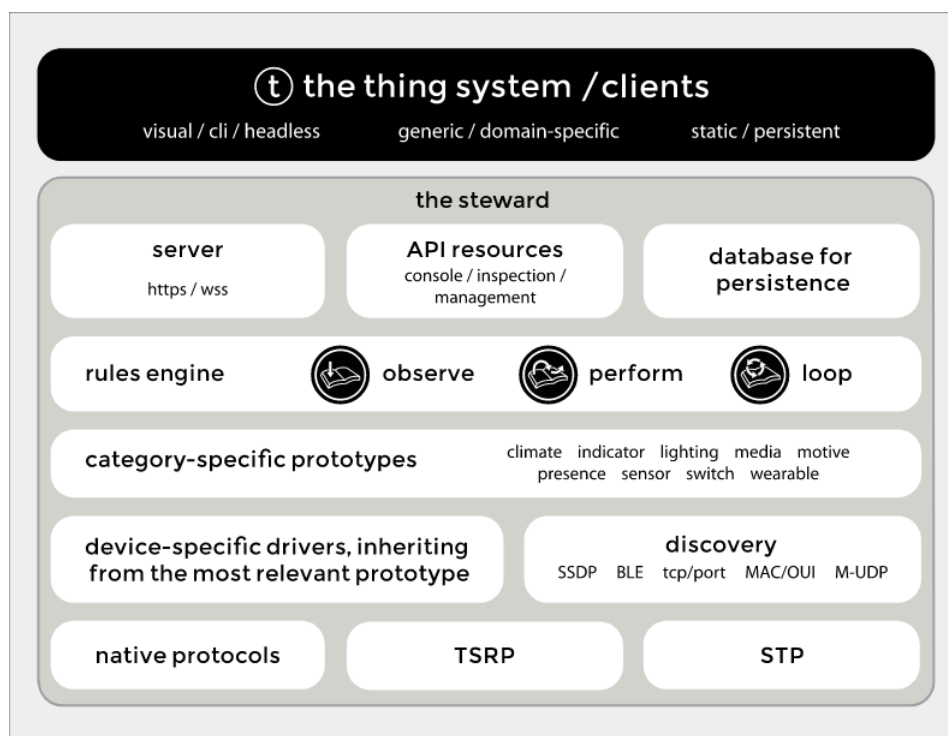 t the thing system / clients
visual / cli / headless generic / domain-specific static / persistent
the steward
server
https / wss
API resources
console / inspection /
management
database for
persistence
rules engine observe perform loop
category-specific prototypes
climate indicator lighting media motive
presence sensor switch wearable
device-specific drivers, inheriting
from the most relevant prototype
discovery
SSDP BLE tcp/port MAC/OUI M-UDP
native protocols TSRP STP